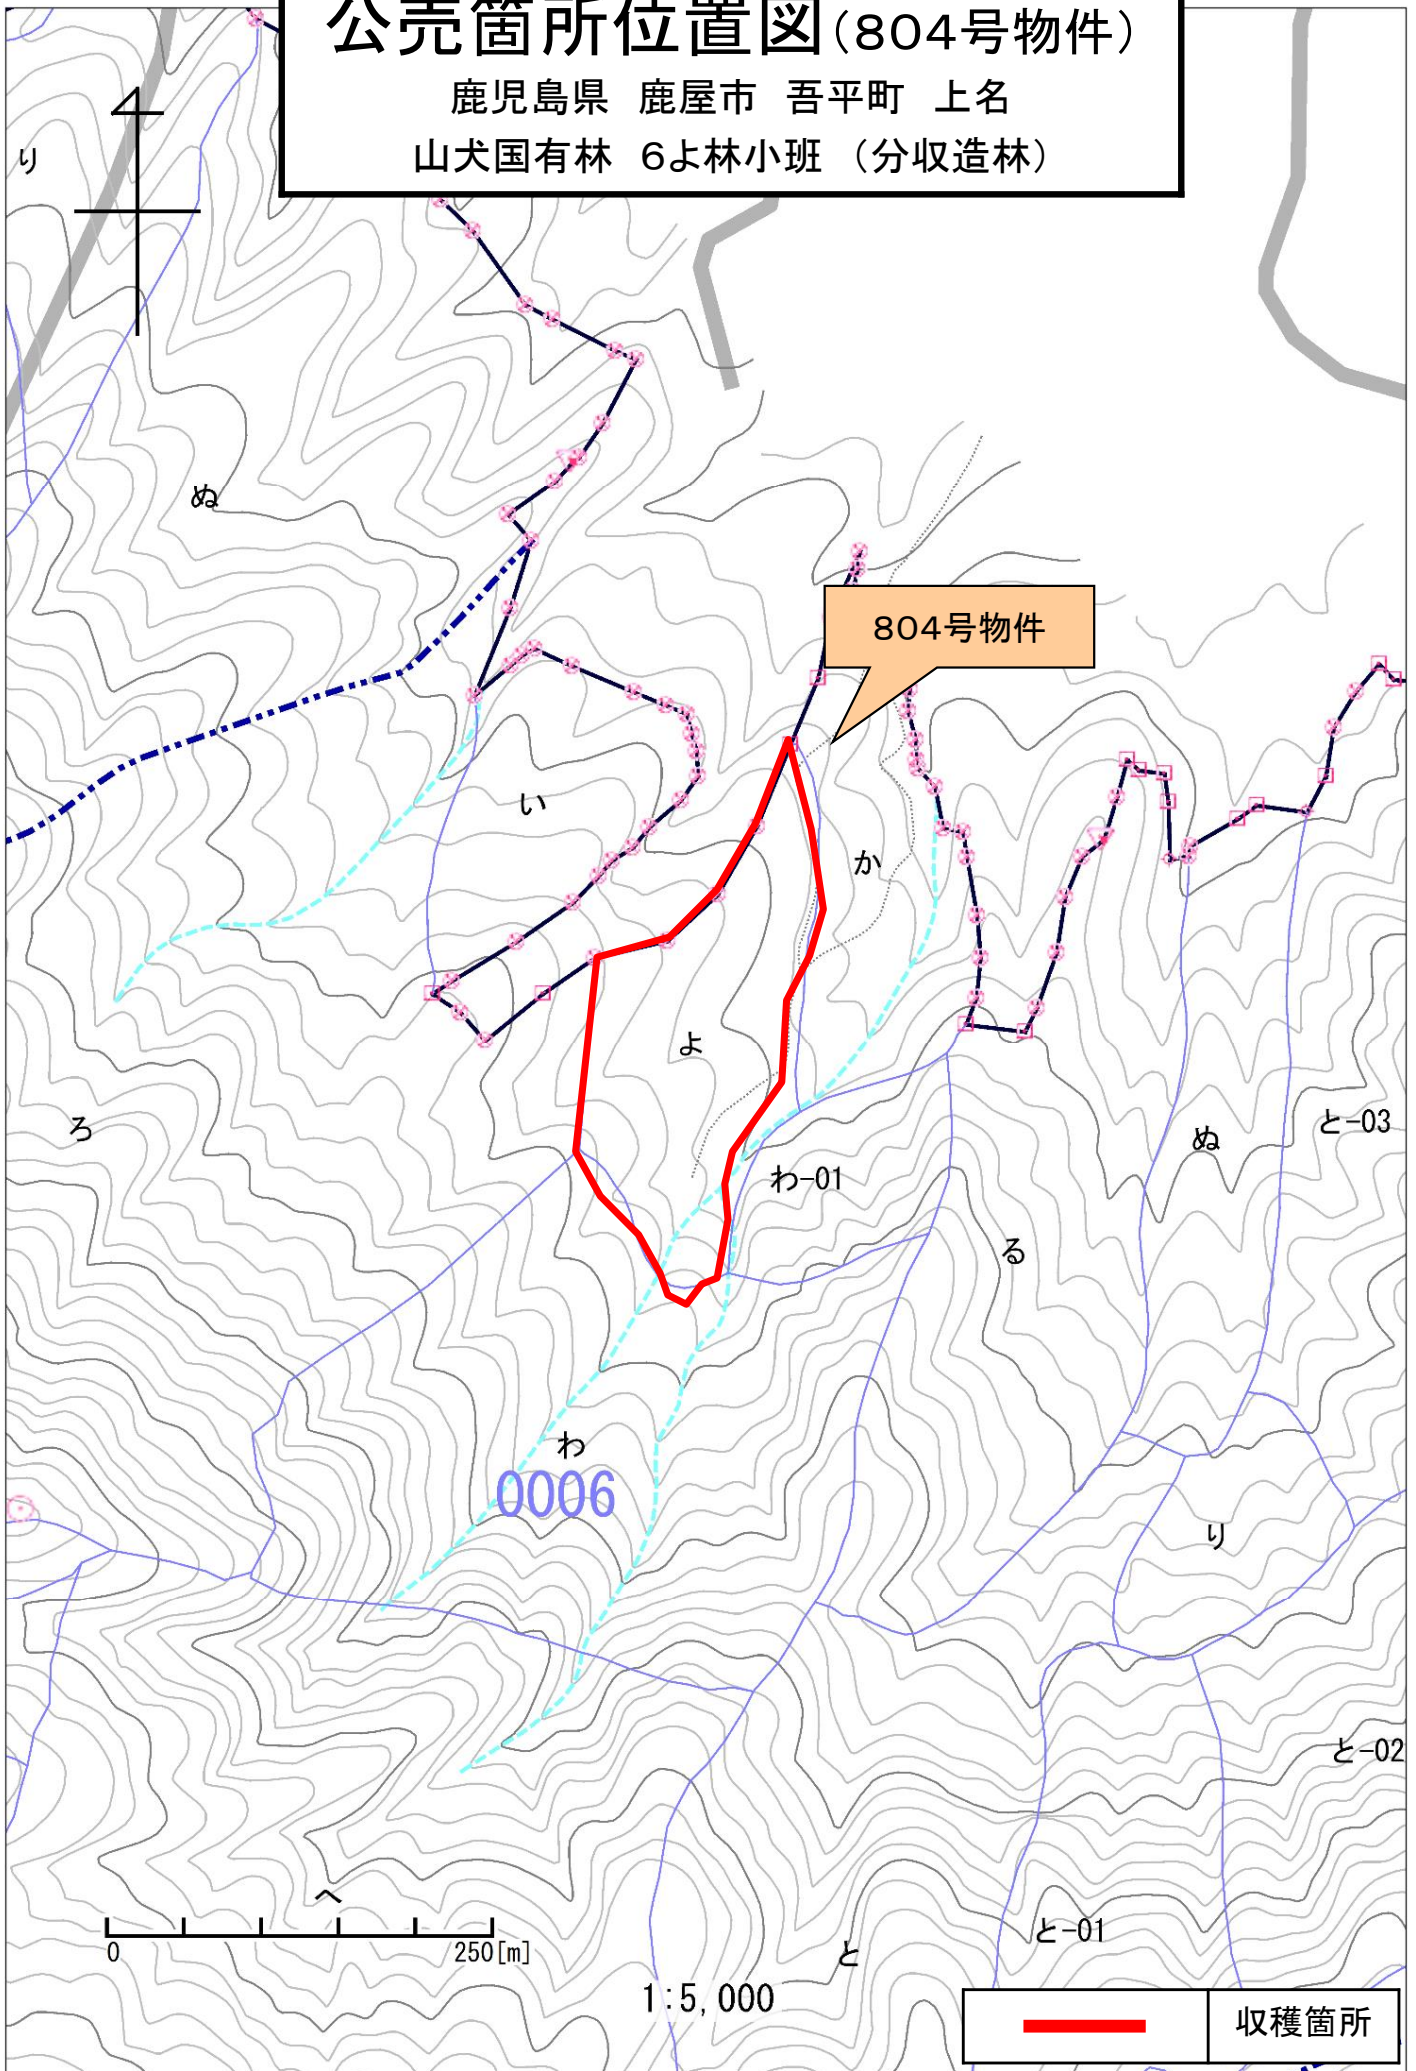 公売箇所位置図(804号物件)
鹿児島県　鹿屋市　吾平町　上名
山犬国有林　6よ林小班　（分収造林）
り
ぬ
804号物件
い
か
よ
ろ
と-03
ぬ
わ-01
る
わ
0006
り
と-02
へ
と-01
と
0
250[m]
1:5,000
収穫箇所